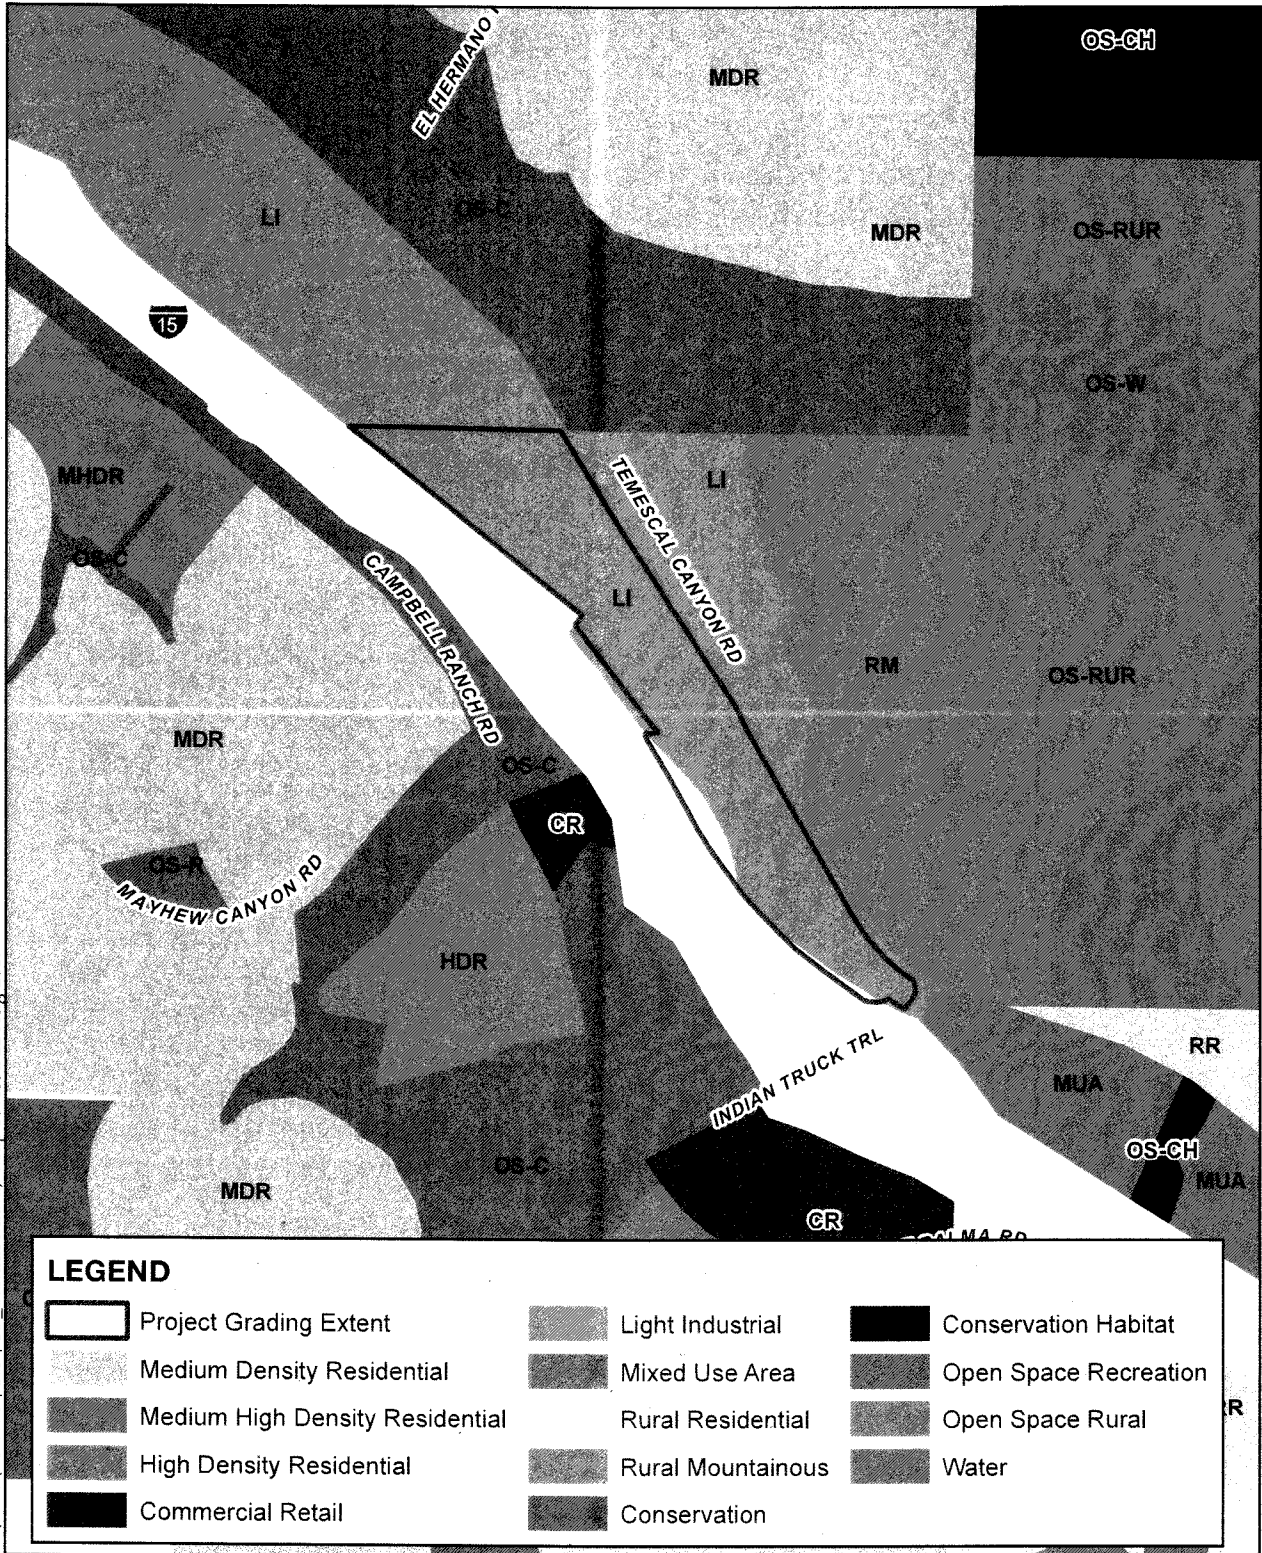 OS-CH
EL HERMANO
MDR
LI
OS-C
MDR
OS-RUR
15
OS-W
MHDR
LI
TEMESCAL CANYON RD
OS-C
CAMPBELL RANCH RD
LI
RM
OS-RUR
MDR
OS-C
CR
OS-R
MAYHEW CANYON RD
HDR
INDIAN TRUCK TRL
RR
MUA
OS-CH
MUA
OS-C
MDR
CR
LEGEND
Project Grading Extent
Medium Density Residential
Medium High Density Residential
High Density Residential
Commercial Retail
Light Industrial
Mixed Use Area
Rural Residential
Rural Mountainous
Conservation
Conservation Habitat
Open Space Recreation
Open Space Rural
Water